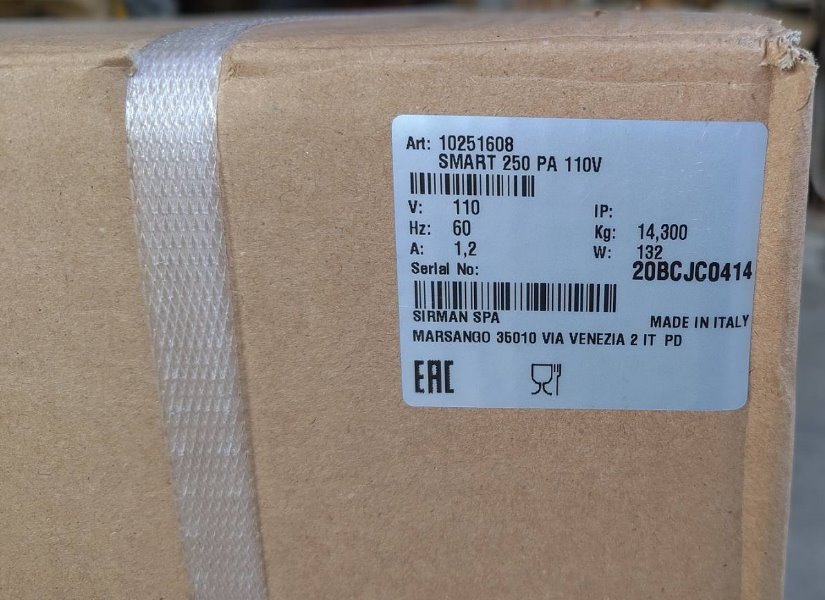 Art: 10251608
SMART 250 PA 110V
V: 110 IP:
Hz: 60 Kg: 14,300
A: 1,2 W: 132
Serial No: 20BCJC0414
SIRMAN SPA MADE IN ITALY
MARSANGO 35010 VIA VENEZIA 2 IT PD
EAC